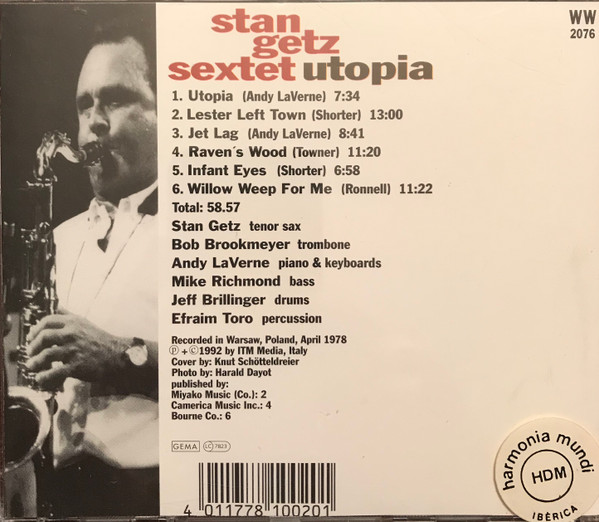 stan
getz
sextet utopia
WW
2076
1. Utopia (Andy LaVerne) 7:34
2. Lester Left Town (Shorter) 13:00
3. Jet Lag (Andy LaVerne) 8:41
4. Raven´s Wood (Towner) 11:20
5. Infant Eyes (Shorter) 6:58
6. Willow Weep For Me (Ronnell) 11:22
Total: 58.57
Stan Getz tenor sax
Bob Brookmeyer trombone
Andy LaVerne piano & keyboards
Mike Richmond bass
Jeff Brillinger drums
Efraim Toro percussion
Recorded in Warsaw, Poland, April 1978
℗ + ©1992 by ITM Media, Italy
Cover by: Knut Schötteldreier
Photo by: Harald Dayot
published by:
Miyako Music (Co.): 2
Camerica Music Inc.: 4
Bourne Co.: 6
GEMA LC 7823
4 011778 100201
harmonia mundi
HDM
IBÈRICA